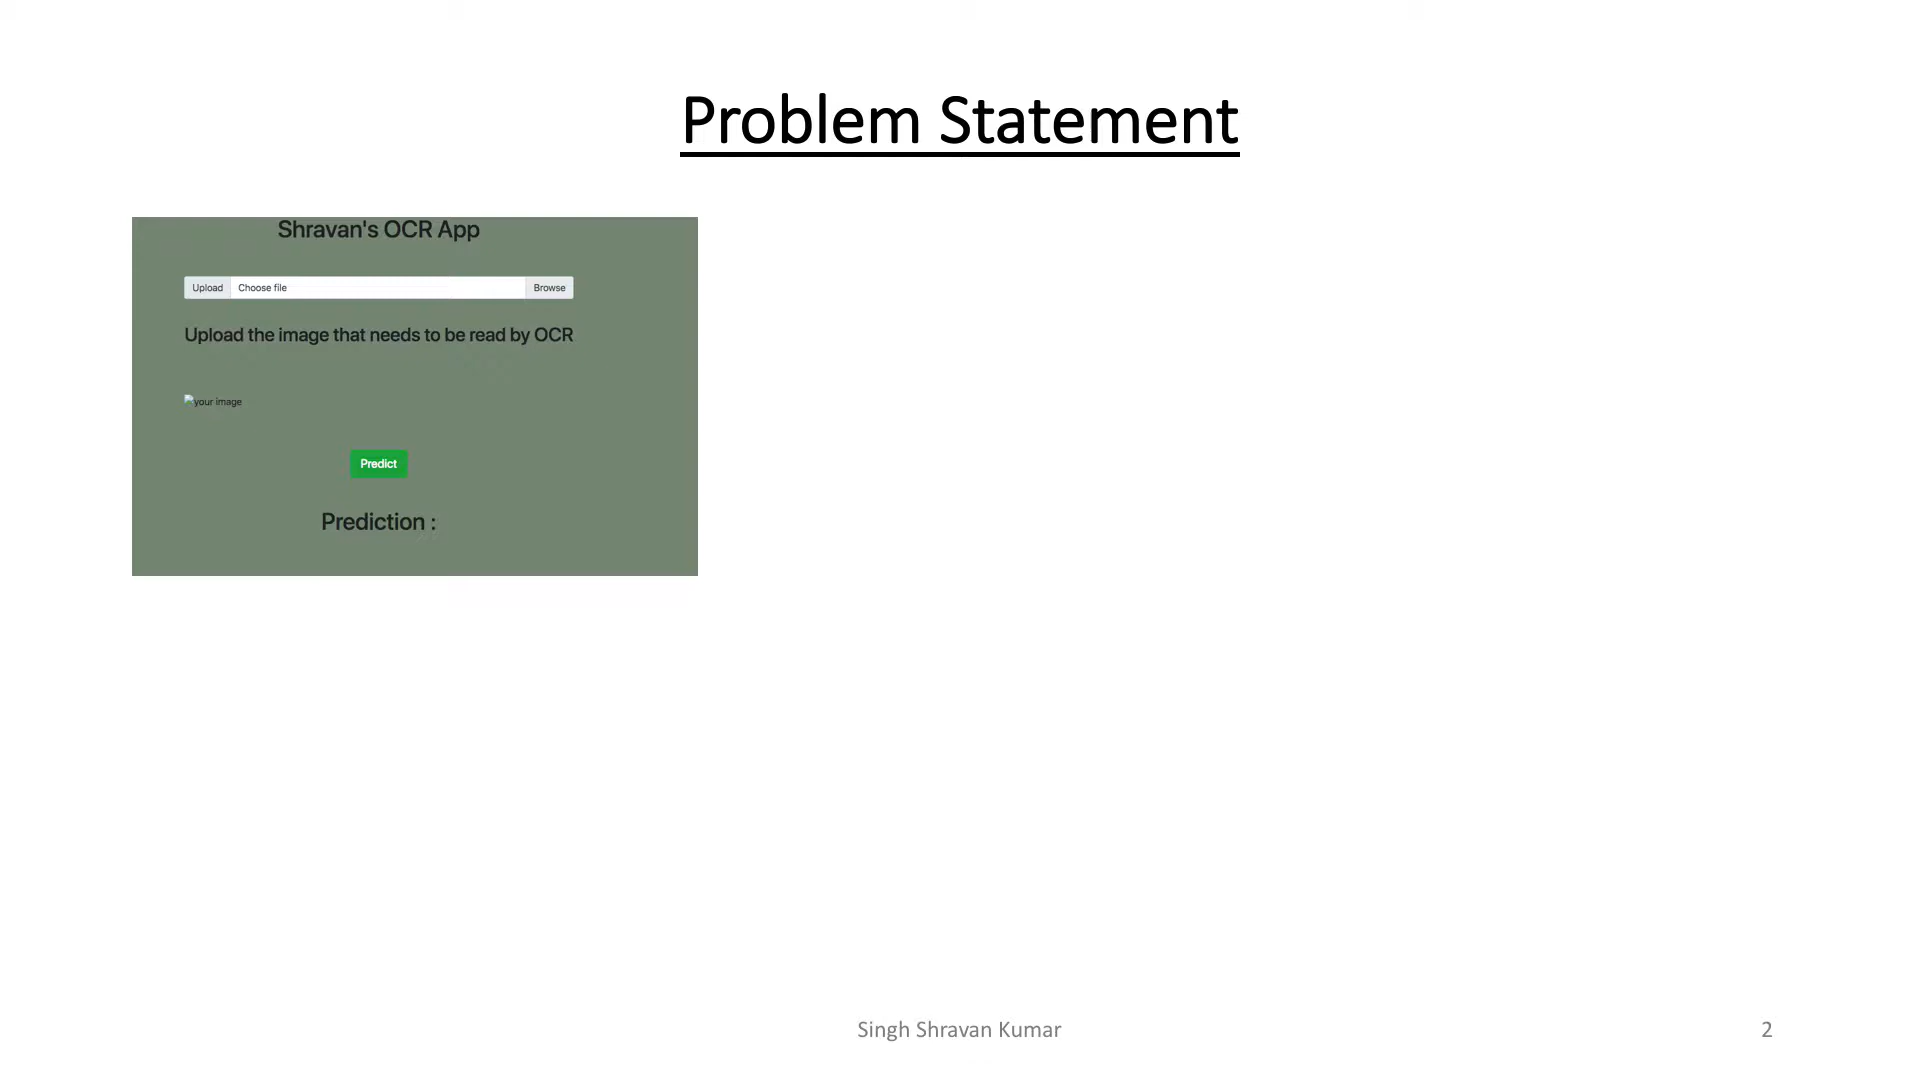 Problem Statement
Shravan's OCR App
Upload Choose file Browse
Upload the image that needs to be read by OCR
your image
Predict
Prediction :
Singh Shravan Kumar 2